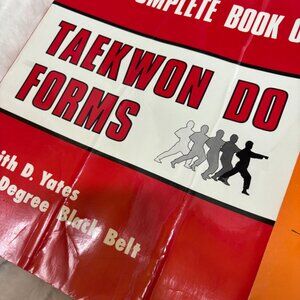 COMPLETE BOOK O
TAEKWON DO
FORMS
ith D. Yates
Degree Black Belt